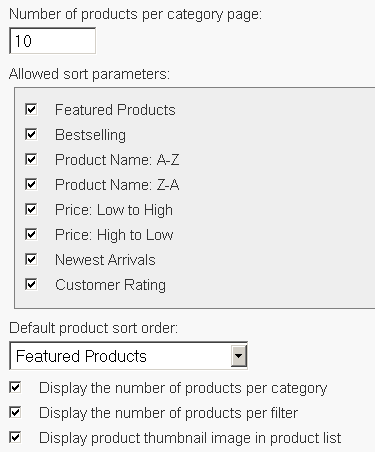 Number of products per category page:
10
Allowed sort parameters:
Featured Products
Bestselling
Product Name: A-Z
Product Name: Z-A
Price: Low to High
Price: High to Low
Newest Arrivals
Customer Rating
Default product sort order:
Featured Products
Display the number of products per category
Display the number of products per filter
Display product thumbnail image in product list